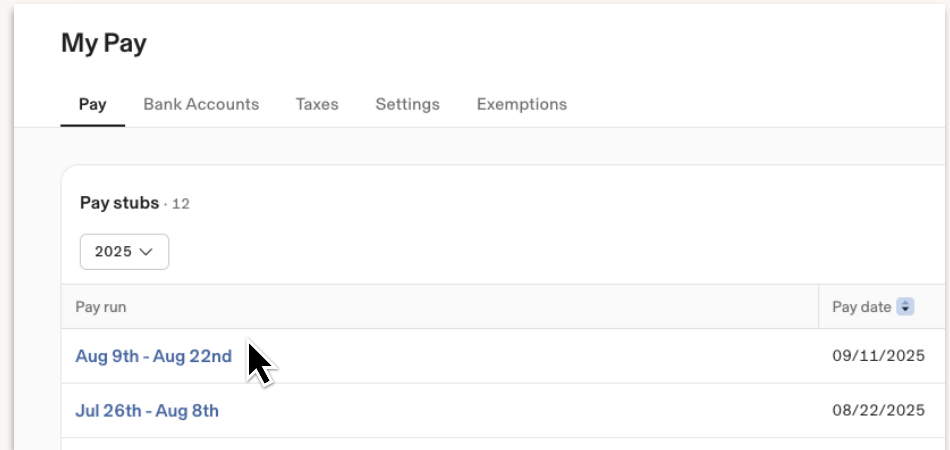 My Pay
Pay Bank Accounts Taxes Settings Exemptions
Pay stubs · 12
2025
Pay run Pay date
Aug 9th - Aug 22nd 09/11/2025
Jul 26th - Aug 8th 08/22/2025